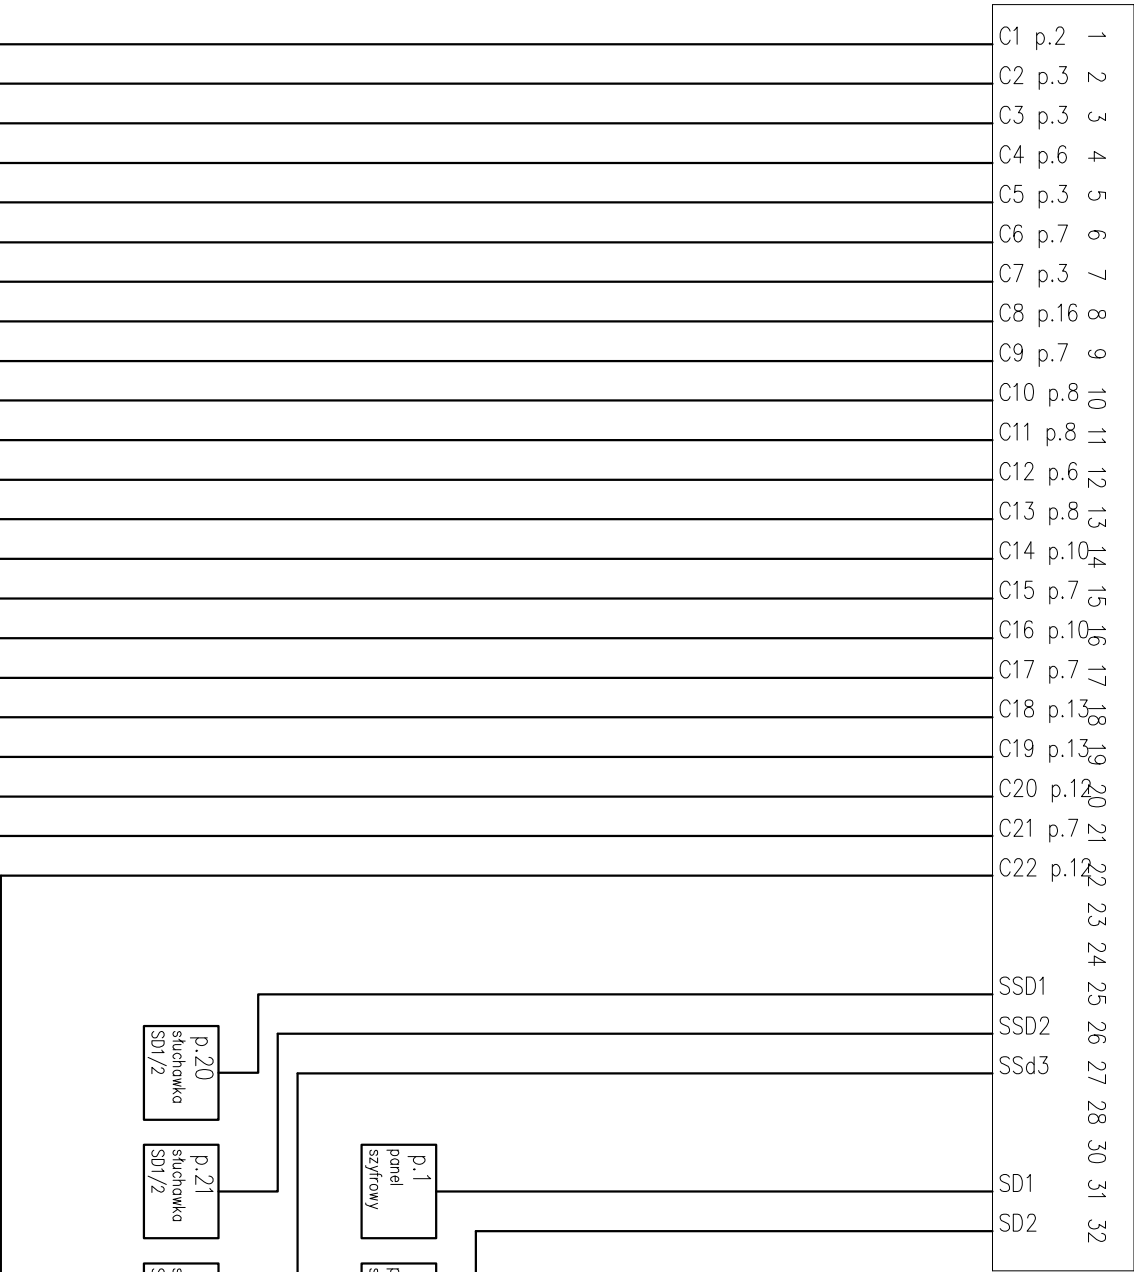 C1 p.2 1
C2 p.3 2
C3 p.3 3
C4 p.6 4
C5 p.3 5
C6 p.7 6
C7 p.3 7
C8 p.16 8
C9 p.7 9
C10 p.8 10
C11 p.8 11
C12 p.6 12
C13 p.8 13
C14 p.10 14
C15 p.7 15
C16 p.10 16
C17 p.7 17
C18 p.13 18
C19 p.13 19
C20 p.12 20
C21 p.7 21
C22 p.12 22
23
24
SSD1 25
SSD2 26
SSd3 27
28
30
SD1 31
SD2 32
p.20
słuchawka
SD1/2
p.21
słuchawka
SD1/2
p.1
panel
szyfrowy